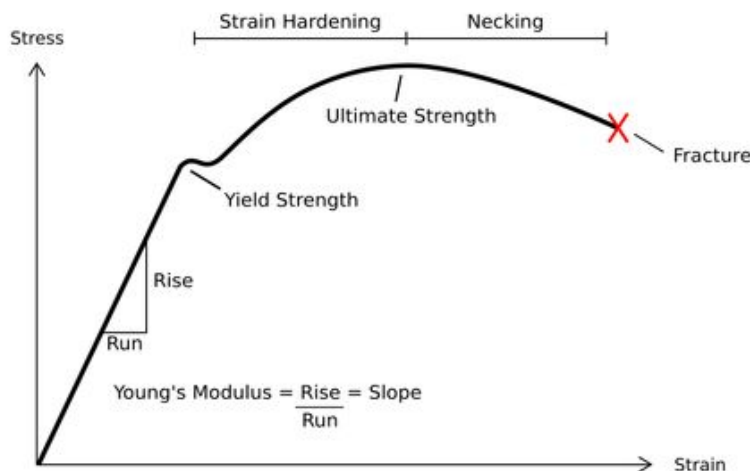 Strain Hardening
Necking
Stress
Ultimate Strength
Fracture
Yield Strength
Rise
Run
Young's Modulus = Rise = Slope
Run
Strain